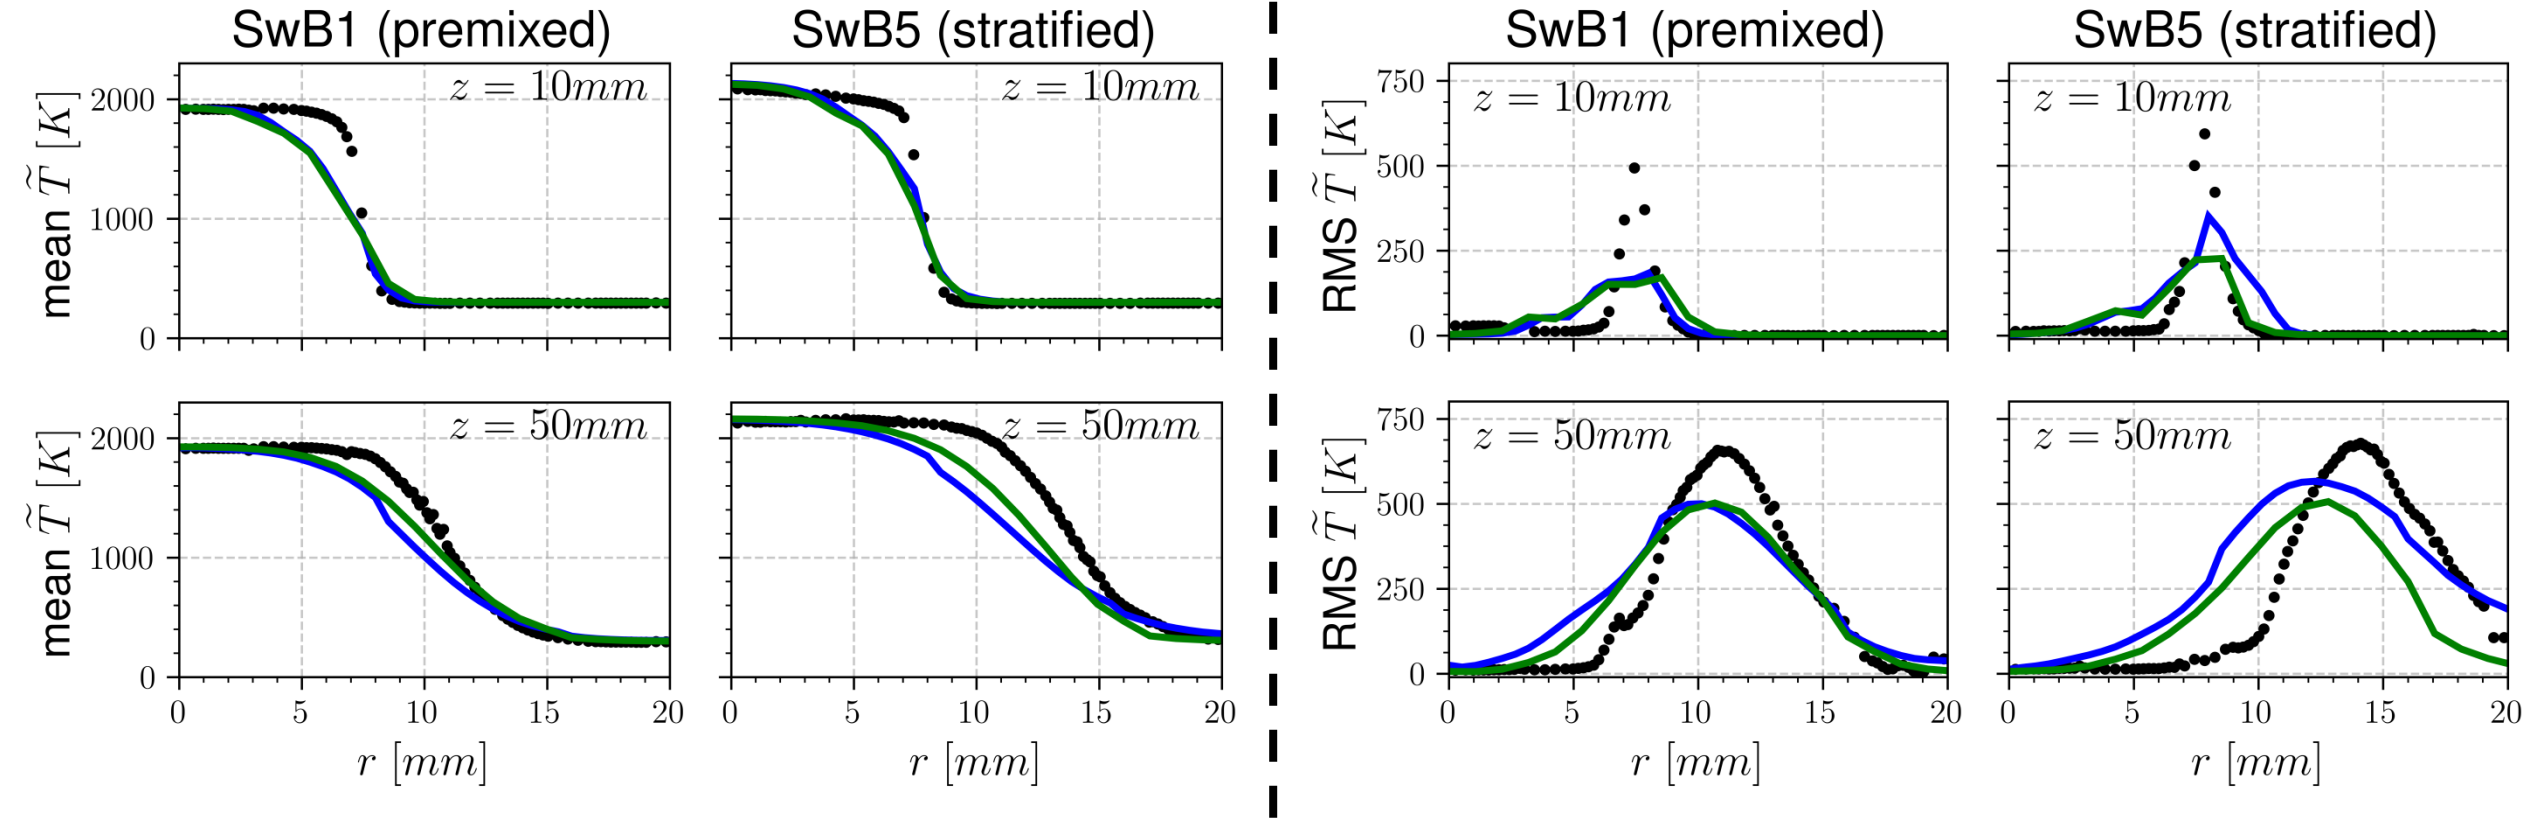 SwB1 (premixed)
SwB5 (stratified)
SwB1 (premixed)
SwB5 (stratified)
mean T̃ [K]
2000
1000
0
z = 10mm
z = 10mm
RMS T̃ [K]
750
500
250
0
z = 10mm
z = 10mm
mean T̃ [K]
2000
1000
0
z = 50mm
z = 50mm
RMS T̃ [K]
750
500
250
0
z = 50mm
z = 50mm
0 5 10 15 20
0 5 10 15 20
0 5 10 15 20
0 5 10 15 20
r [mm]
r [mm]
r [mm]
r [mm]